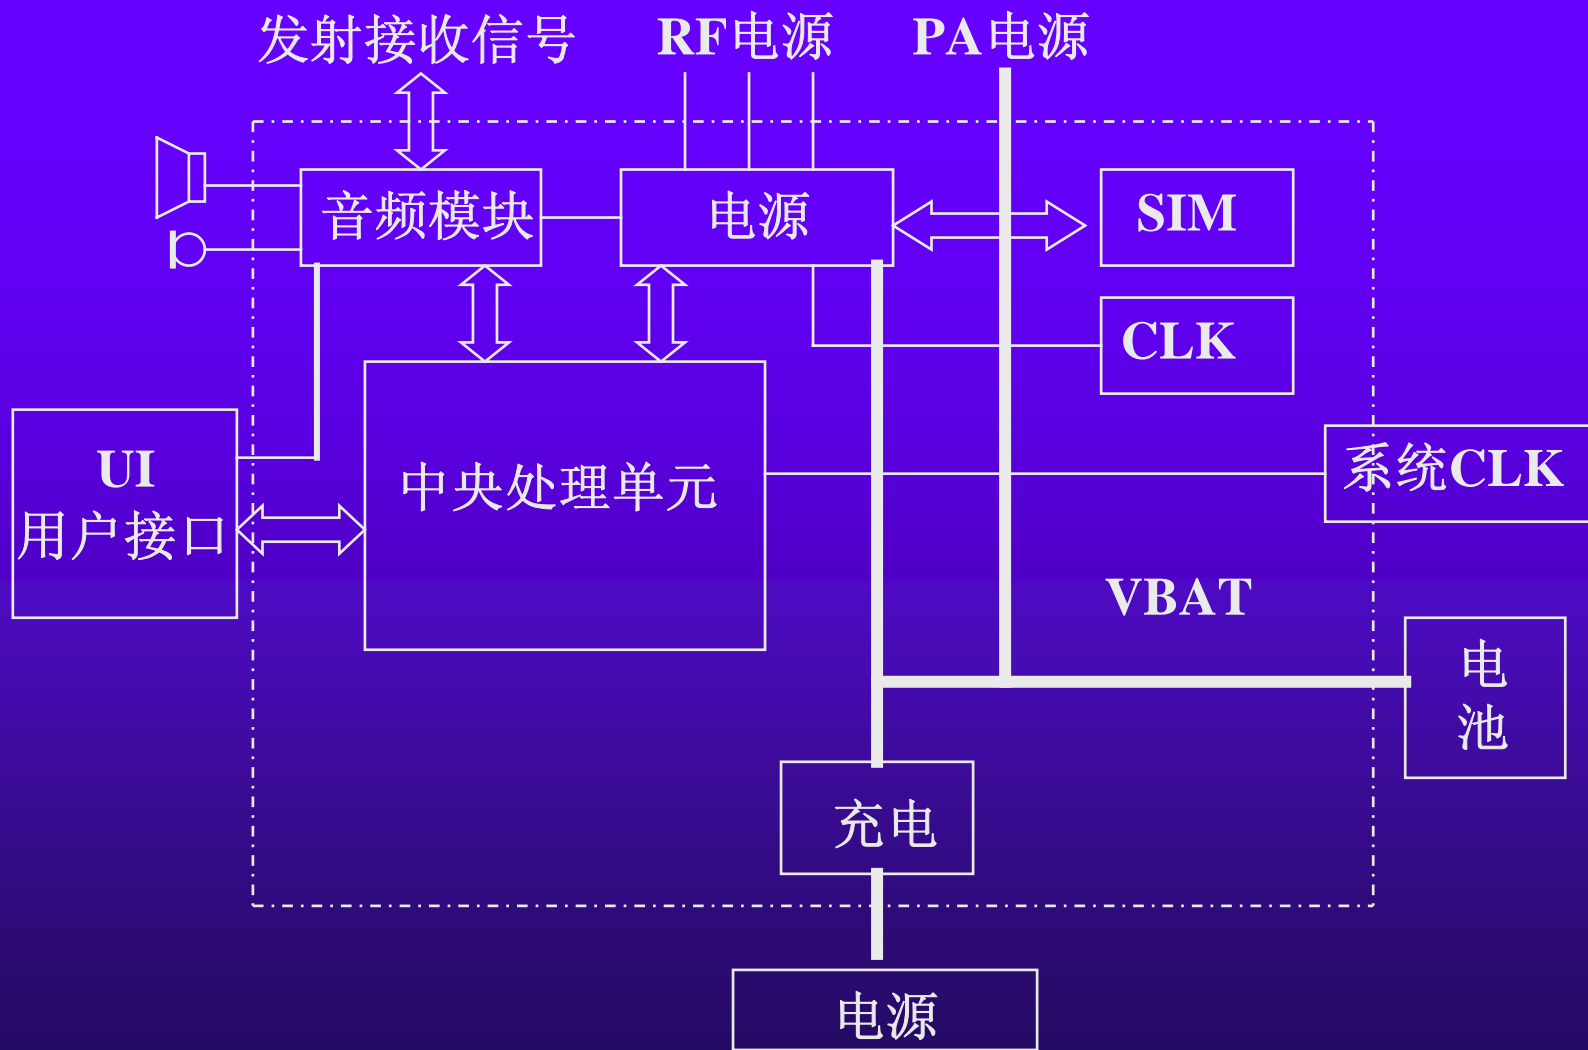 发射接收信号
RF电源
PA电源
音频模块
电源
SIM
CLK
UI
用户接口
中央处理单元
系统CLK
VBAT
电
池
充电
电源